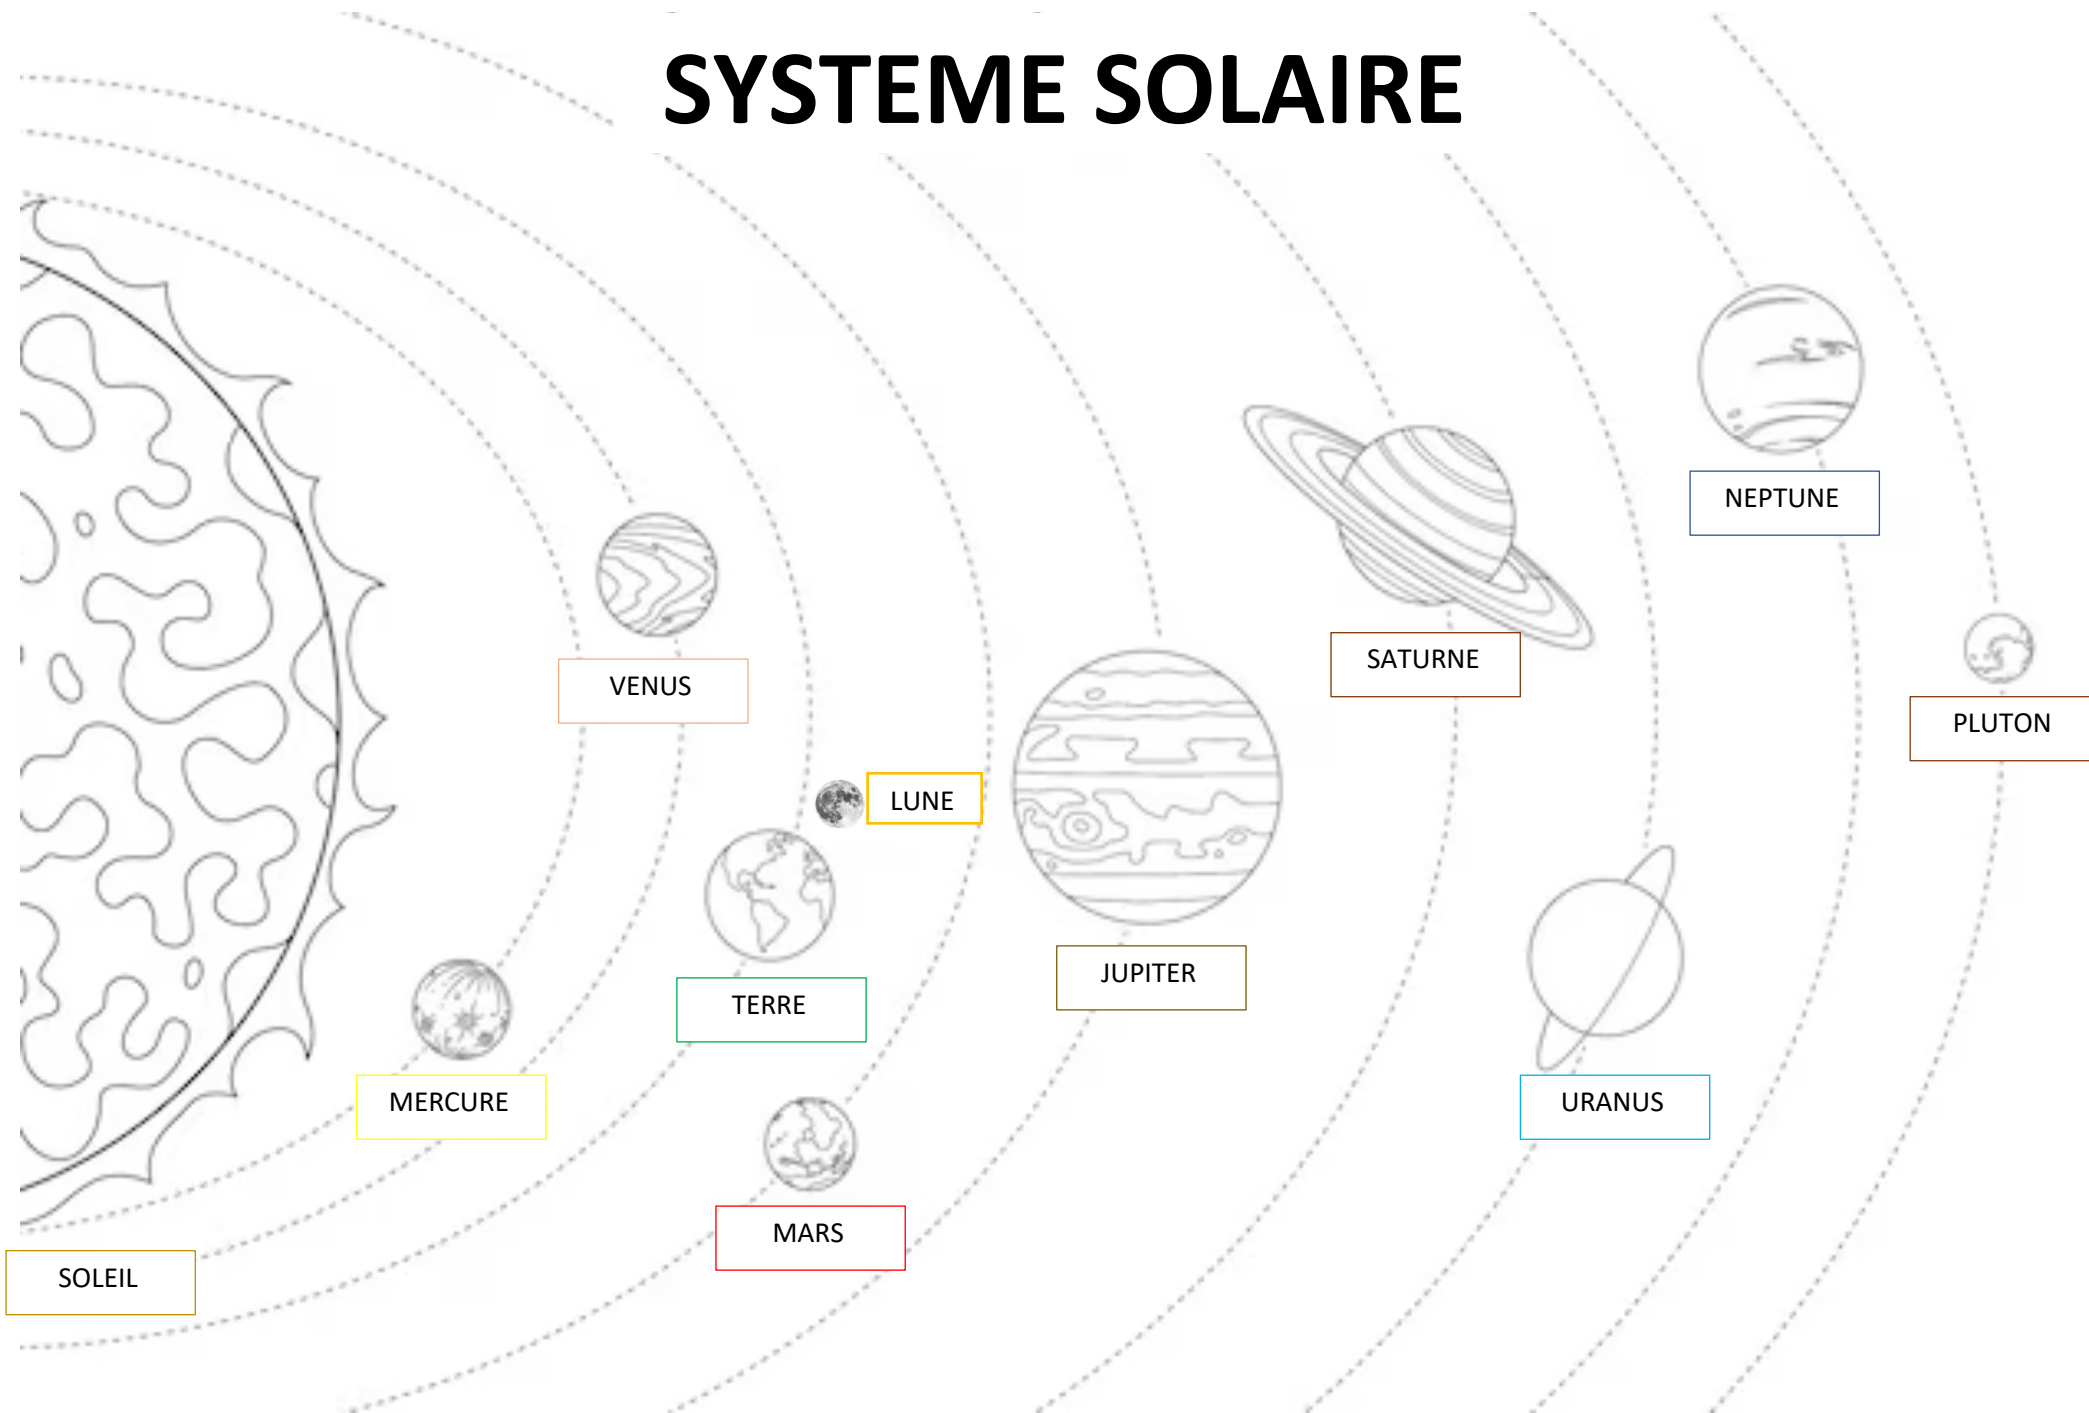 SYSTEME SOLAIRE
NEPTUNE
SATURNE
VENUS
PLUTON
LUNE
JUPITER
TERRE
MERCURE
URANUS
MARS
SOLEIL